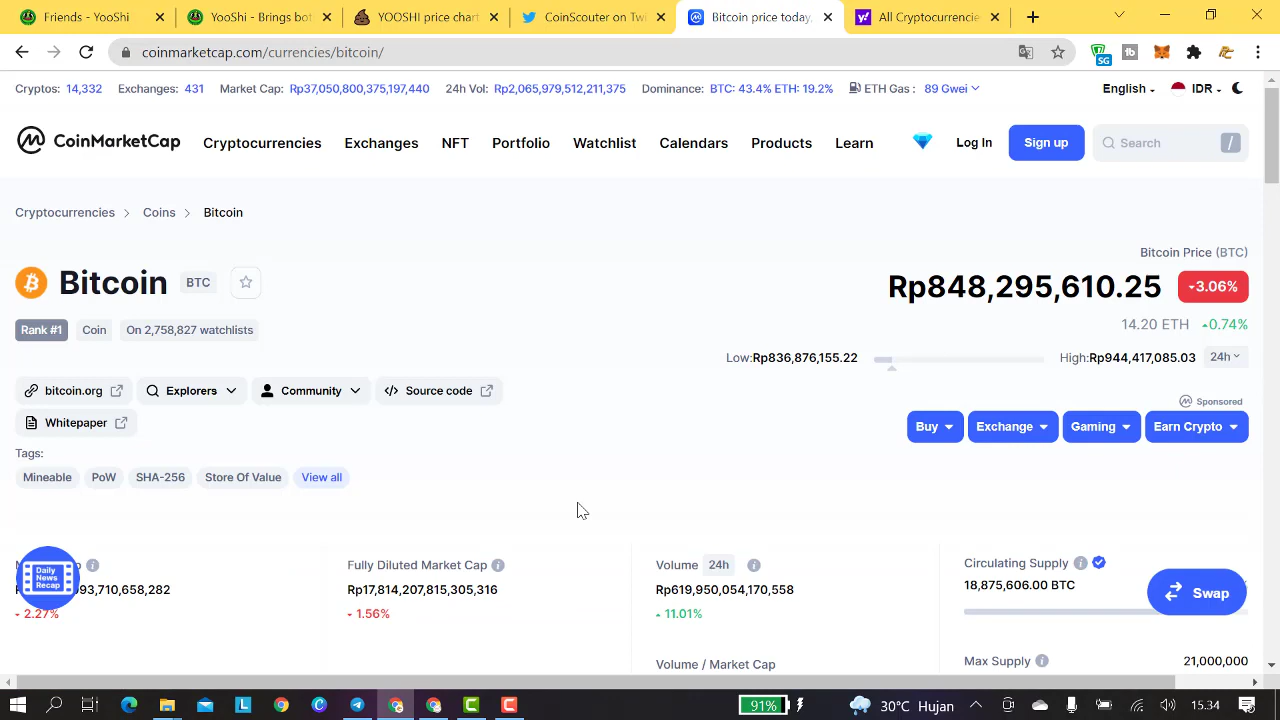 Friends - YooShi
YooShi - Brings bot
YOOSHI price chart
CoinScouter on Twi
Bitcoin price today,
All Cryptocurrencie
coinmarketcap.com/currencies/bitcoin/
SG
Cryptos: 14,332 Exchanges: 431 Market Cap: Rp37,050,800,375,197,440 24h Vol: Rp2,065,979,512,211,375 Dominance: BTC: 43.4% ETH: 19.2% ETH Gas : 89 Gwei English IDR
CoinMarketCap Cryptocurrencies Exchanges NFT Portfolio Watchlist Calendars Products Learn Log In Sign up Search /
Cryptocurrencies > Coins > Bitcoin
Bitcoin BTC
Rank #1 Coin On 2,758,827 watchlists
bitcoin.org Explorers Community Source code
Whitepaper
Tags:
Mineable PoW SHA-256 Store Of Value View all
Bitcoin Price (BTC)
Rp848,295,610.25 3.06%
14.20 ETH 0.74%
Low:Rp836,876,155.22 High:Rp944,417,085.03 24h
Sponsored
Buy Exchange Gaming Earn Crypto
Daily
News
Recap
93,710,658,282
2.27%
Fully Diluted Market Cap
Rp17,814,207,815,305,316
1.56%
Volume 24h
Rp619,950,054,170,558
11.01%
Volume / Market Cap
Circulating Supply
18,875,606.00 BTC
Swap
Max Supply 21,000,000
91% 30°C Hujan 15.34